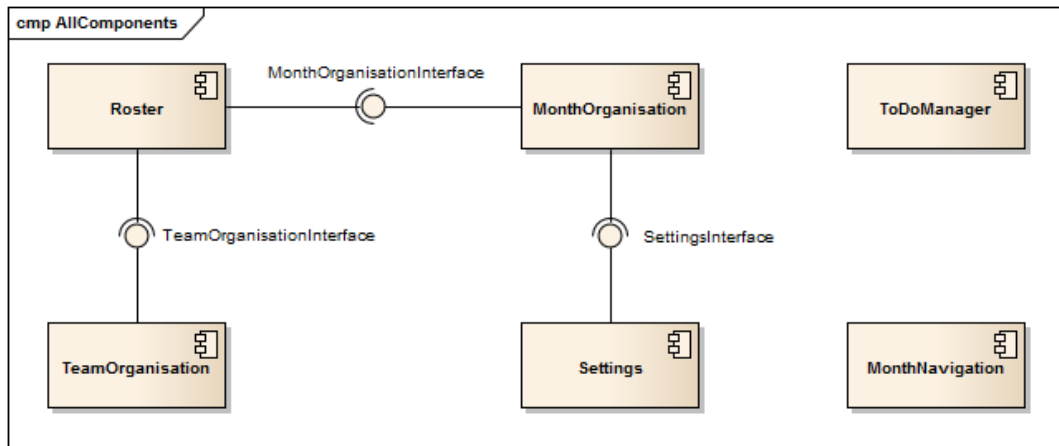 cmp AllComponents
MonthOrganisationInterface
Roster
MonthOrganisation
ToDoManager
TeamOrganisationInterface
SettingsInterface
TeamOrganisation
Settings
MonthNavigation